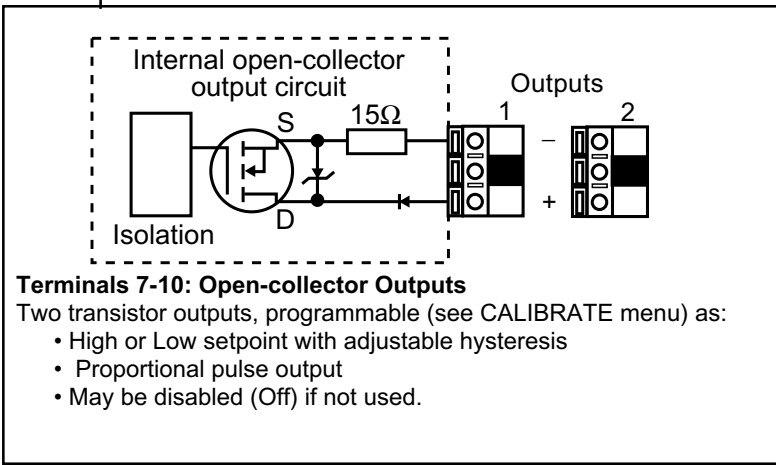 Internal open-collector
output circuit
Outputs
S
15Ω
1
2
–
+
D
Isolation
Terminals 7-10: Open-collector Outputs
Two transistor outputs, programmable (see CALIBRATE menu) as:
• High or Low setpoint with adjustable hysteresis
• Proportional pulse output
• May be disabled (Off) if not used.